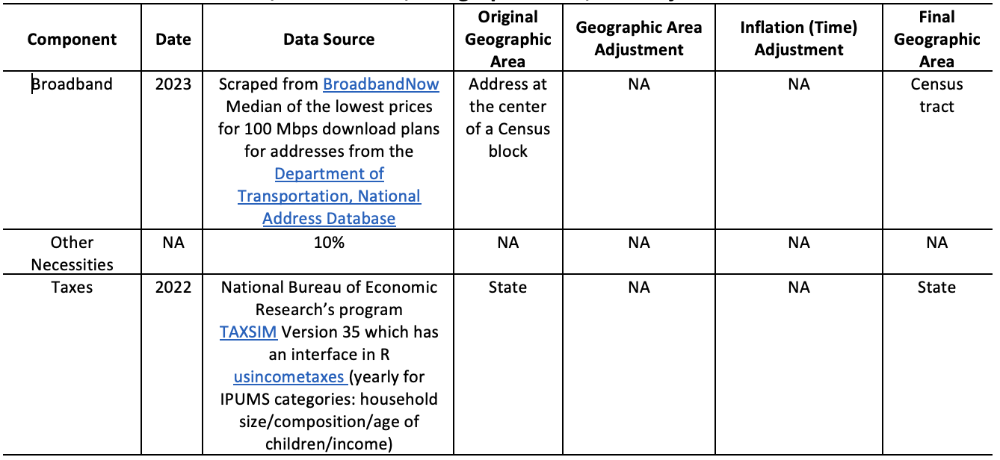 Component
Date
Data Source
Original
Geographic
Area
Geographic Area
Adjustment
Inflation (Time)
Adjustment
Final
Geographic
Area
Broadband
2023
Scraped from BroadbandNow
Median of the lowest prices
for 100 Mbps download plans
for addresses from the
Department of
Transportation, National
Address Database
Address at
the center
of a Census
block
NA
NA
Census
tract
Other
Necessities
NA
10%
NA
NA
NA
NA
Taxes
2022
National Bureau of Economic
Research’s program
TAXSIM Version 35 which has
an interface in R
usincometaxes (yearly for
IPUMS categories: household
size/composition/age of
children/income)
State
NA
NA
State